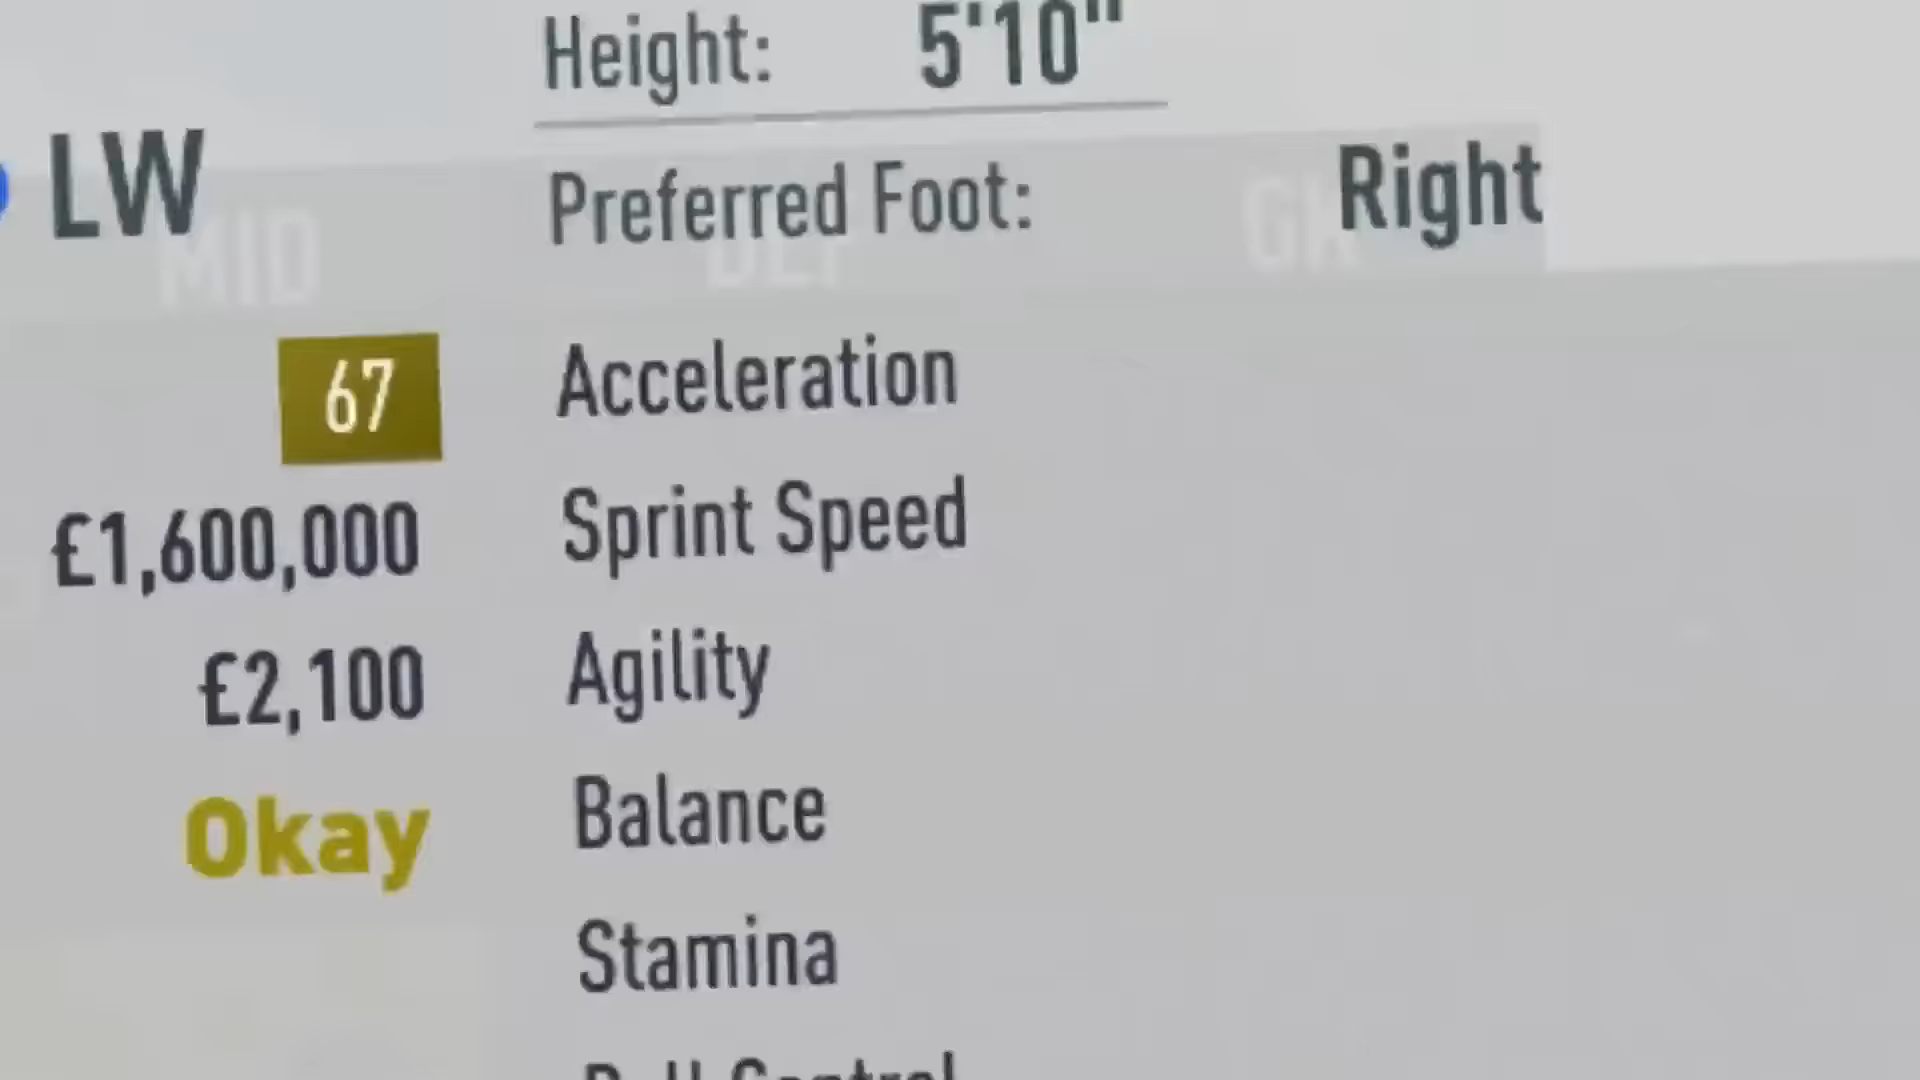 Height: 5'10"
LW
Preferred Foot: Right
MID
67 Acceleration
£1,600,000 Sprint Speed
£2,100 Agility
Okay Balance
Stamina